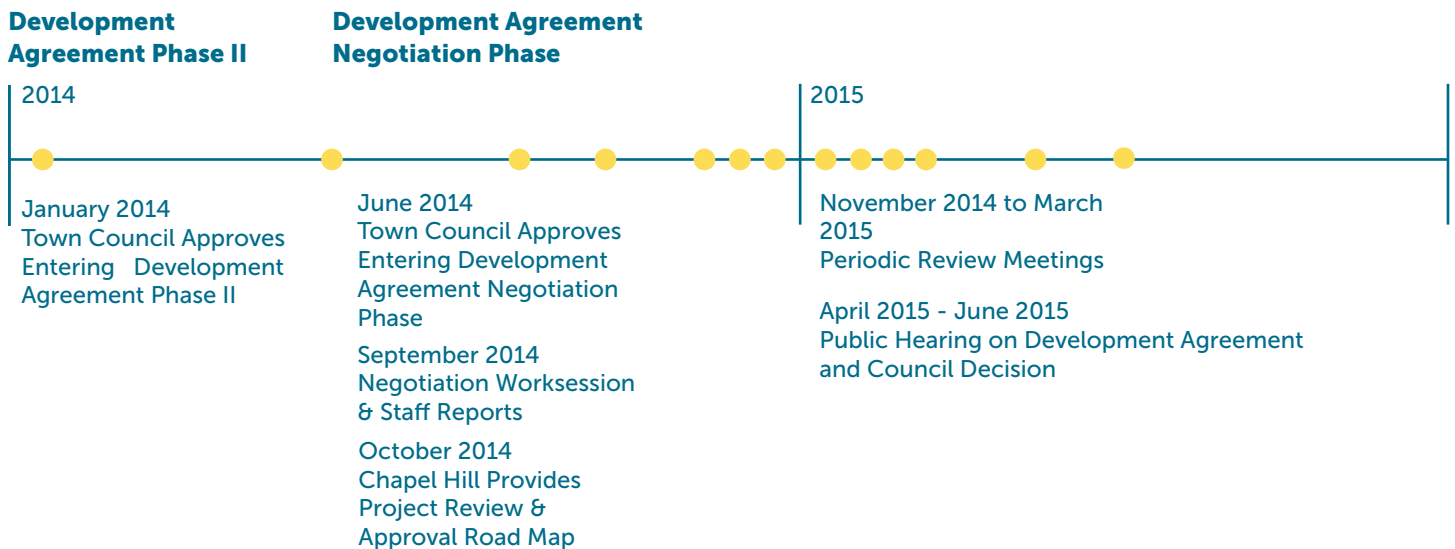 Development
Agreement Phase II
Development Agreement
Negotiation Phase
2014
2015
January 2014
Town Council Approves
Entering Development
Agreement Phase II
June 2014
Town Council Approves
Entering Development
Agreement Negotiation
Phase
September 2014
Negotiation Worksession
& Staff Reports
October 2014
Chapel Hill Provides
Project Review &
Approval Road Map
November 2014 to March
2015
Periodic Review Meetings
April 2015 - June 2015
Public Hearing on Development Agreement
and Council Decision